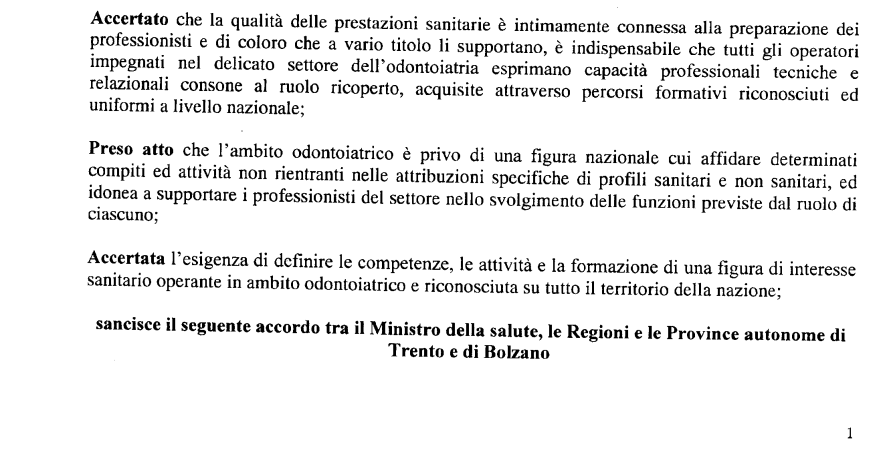 Accertato che la qualità delle prestazioni sanitarie è intimamente connessa alla preparazione dei
professionisti e di coloro che a vario titolo li supportano, è indispensabile che tutti gli operatori
impegnati nel delicato settore dell'odontoiatria esprimano capacità professionali tecniche e
relazionali consone al ruolo ricoperto, acquisite attraverso percorsi formativi riconosciuti ed
uniformi a livello nazionale;
Preso atto che l'ambito odontoiatrico è privo di una figura nazionale cui affidare determinati
compiti ed attività non rientranti nelle attribuzioni specifiche di profili sanitari e non sanitari, ed
idonea a supportare i professionisti del settore nello svolgimento delle funzioni previste dal ruolo di
ciascuno;
Accertata l'esigenza di definire le competenze, le attività e la formazione di una figura di interesse
sanitario operante in ambito odontoiatrico e riconosciuta su tutto il territorio della nazione;
sancisce il seguente accordo tra il Ministro della salute, le Regioni e le Province autonome di
Trento e di Bolzano
1